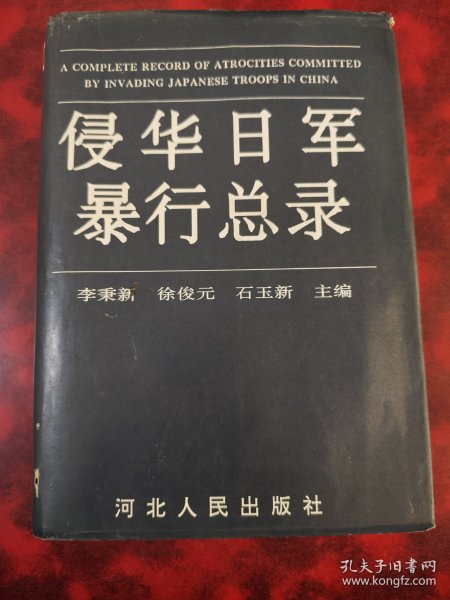 A COMPLETE RECORD OF ATROCITIES COMMITTED
BY INVADING JAPANESE TROOPS IN CHINA
侵华日军
暴行总录
李秉新 徐俊元 石玉新 主编
河北人民出版社
孔夫子旧书网
www.kongfz.com